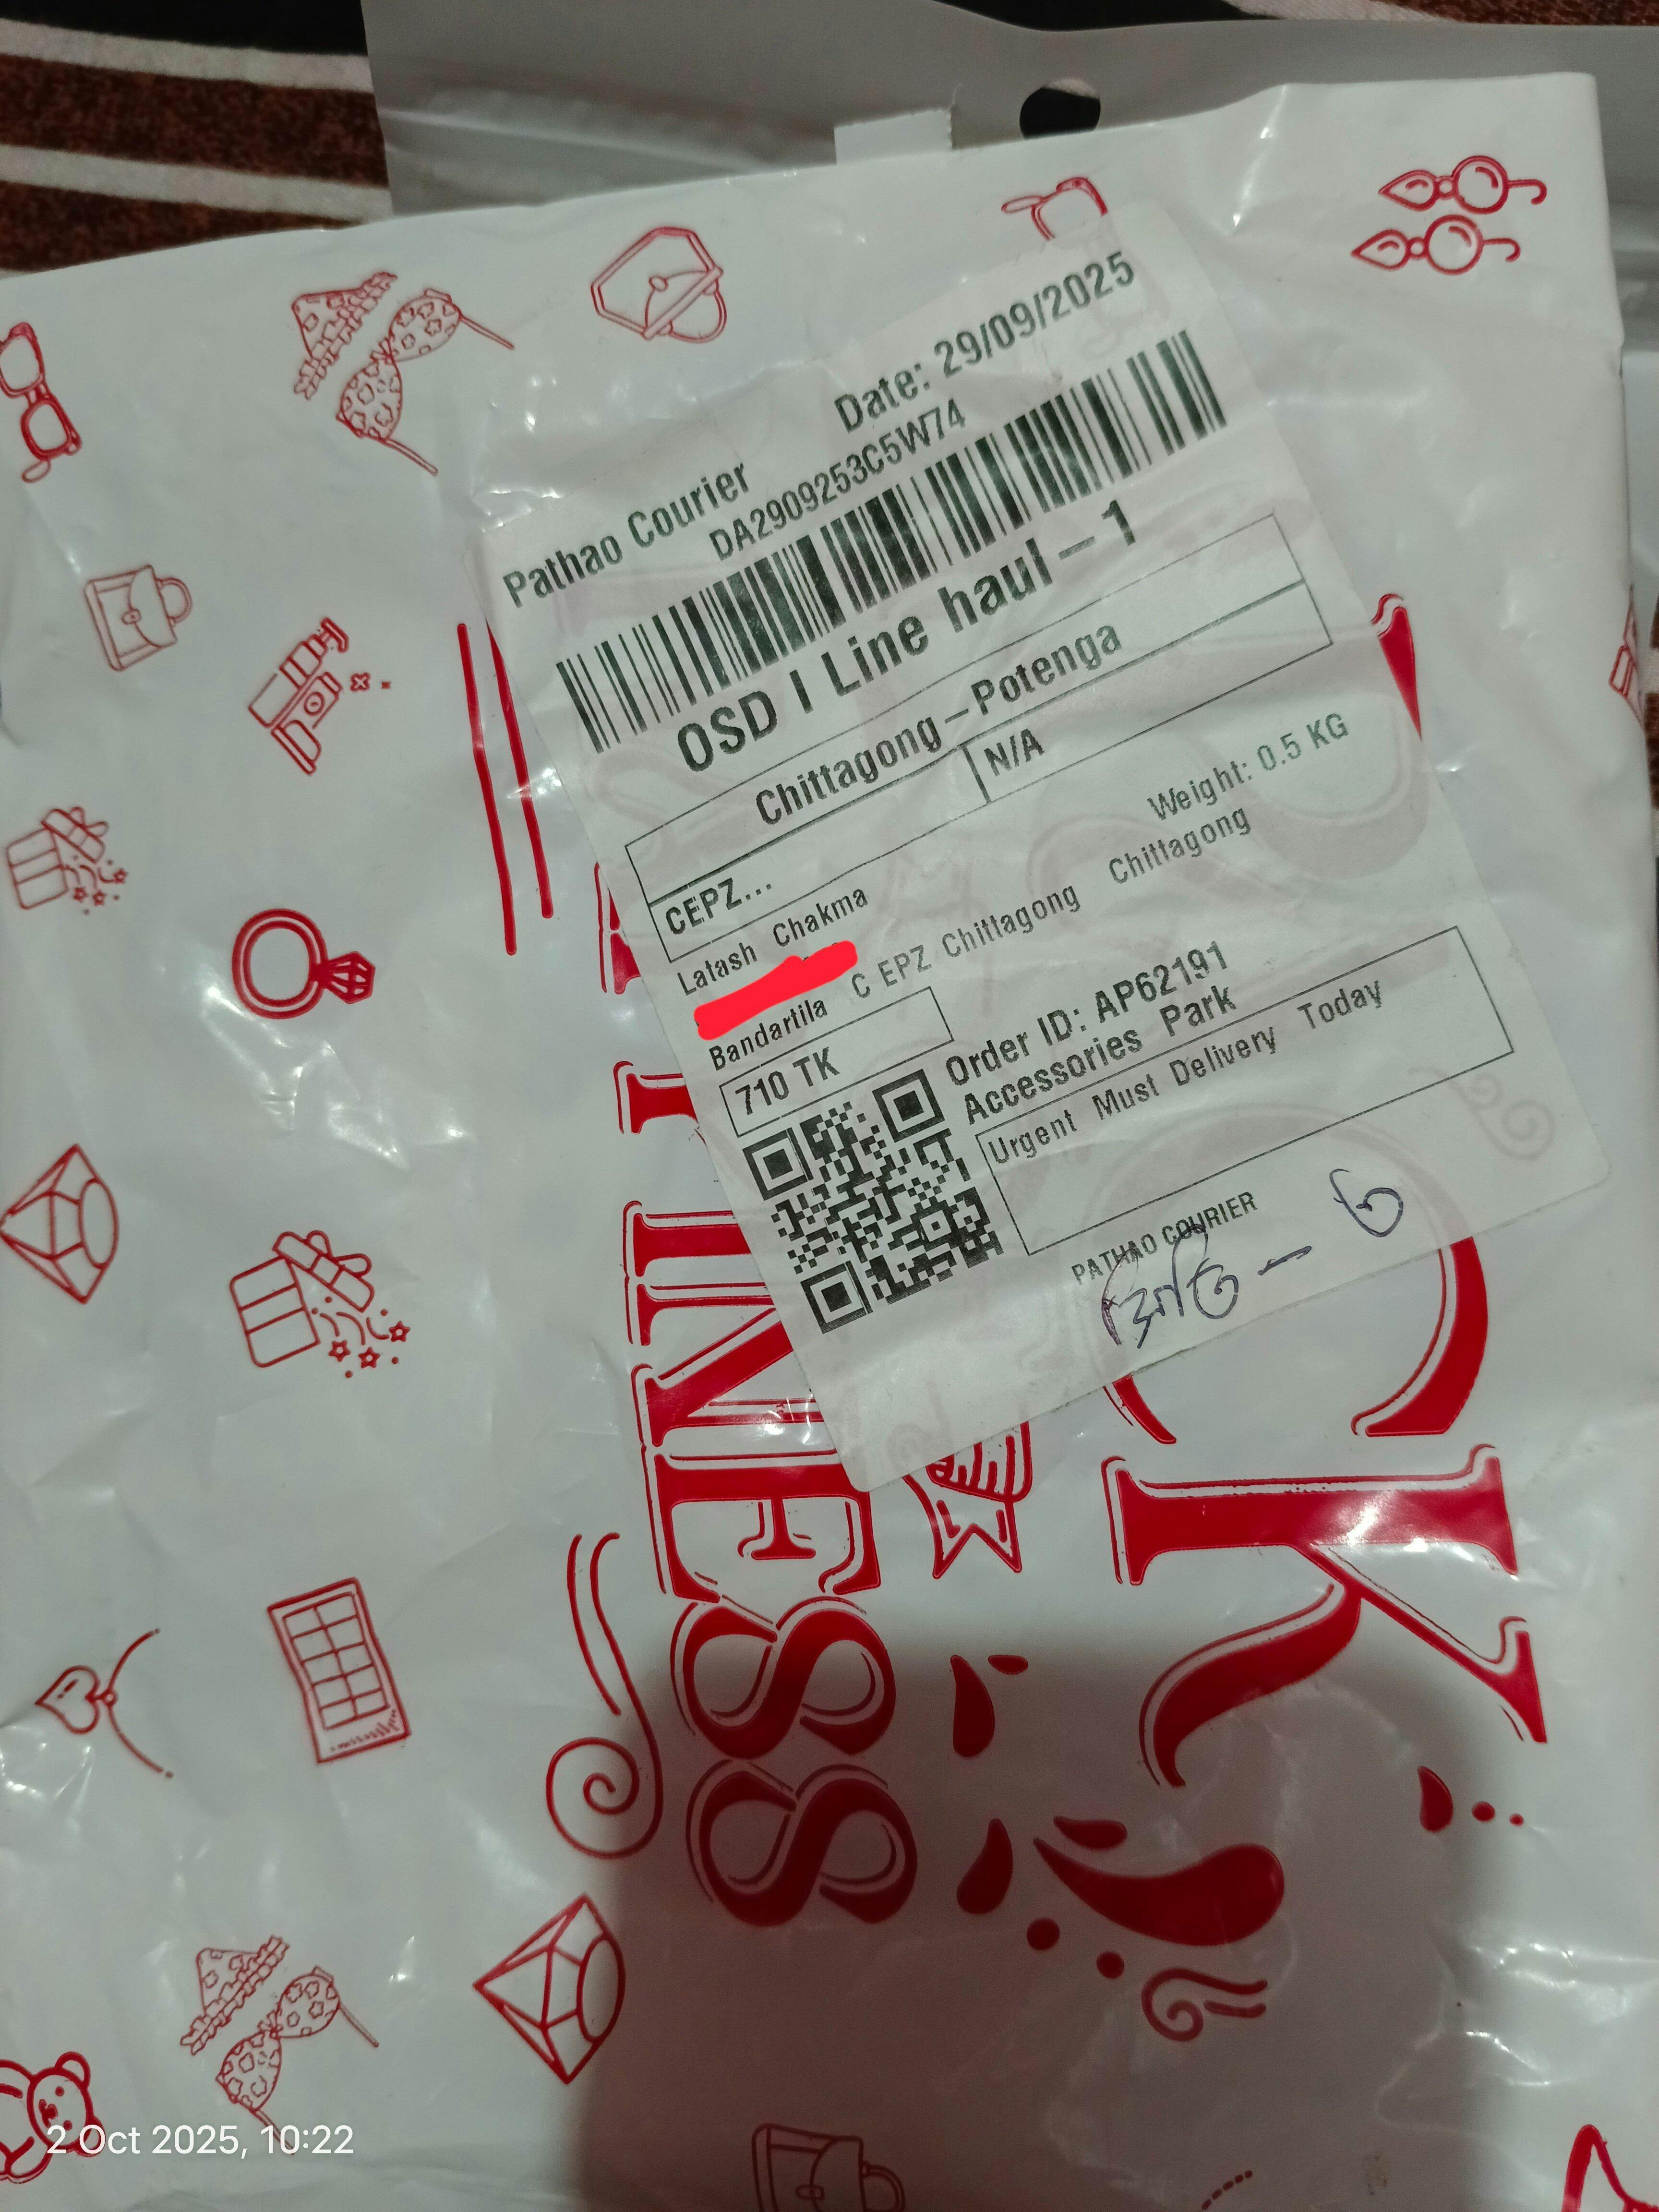 Pathao Courier Date: 29/09/2025
DA2909253C5W74
OSD I Line haul-1
Chittagong-Potenga
CEPZ... N/A
Latash Chakma Weight: 0.5 KG
Bandartila C EPZ Chittagong Chittagong
710 TK
Order ID: AP62191
Accessories Park
Urgent Must Delivery Today
PATHAO COURIER
2 Oct 2025, 10:22